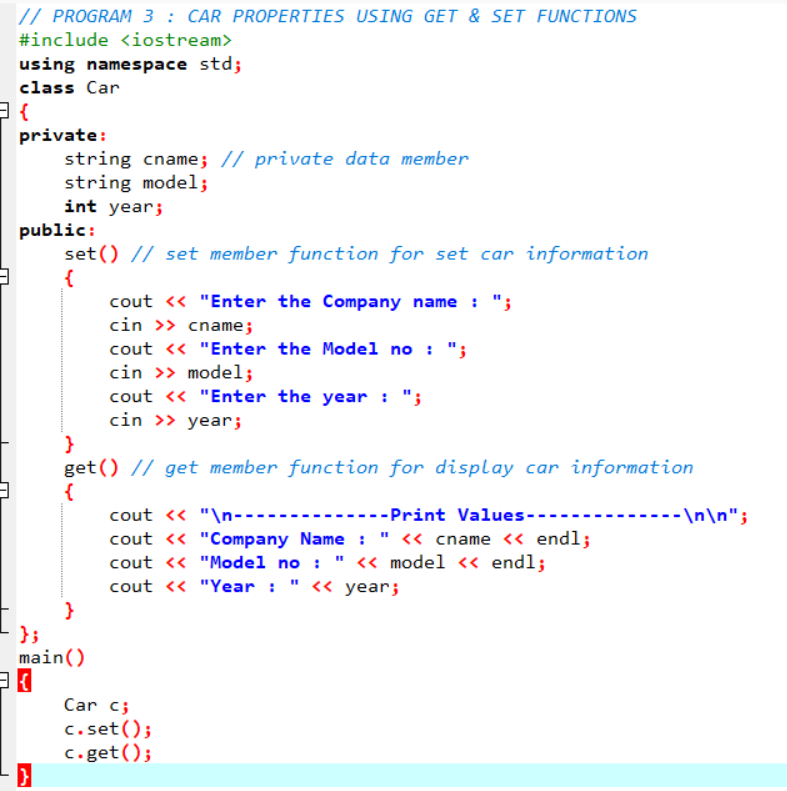 // PROGRAM 3 : CAR PROPERTIES USING GET & SET FUNCTIONS
#include <iostream>
using namespace std;
class Car
{
private:
    string cname; // private data member
    string model;
    int year;
public:
    set() // set member function for set car information
    {
        cout << "Enter the Company name : ";
        cin >> cname;
        cout << "Enter the Model no : ";
        cin >> model;
        cout << "Enter the year : ";
        cin >> year;
    }
    get() // get member function for display car information
    {
        cout << "\n--------------Print Values--------------\n\n";
        cout << "Company Name : " << cname << endl;
        cout << "Model no : " << model << endl;
        cout << "Year : " << year;
    }
};
main()
{
    Car c;
    c.set();
    c.get();
}